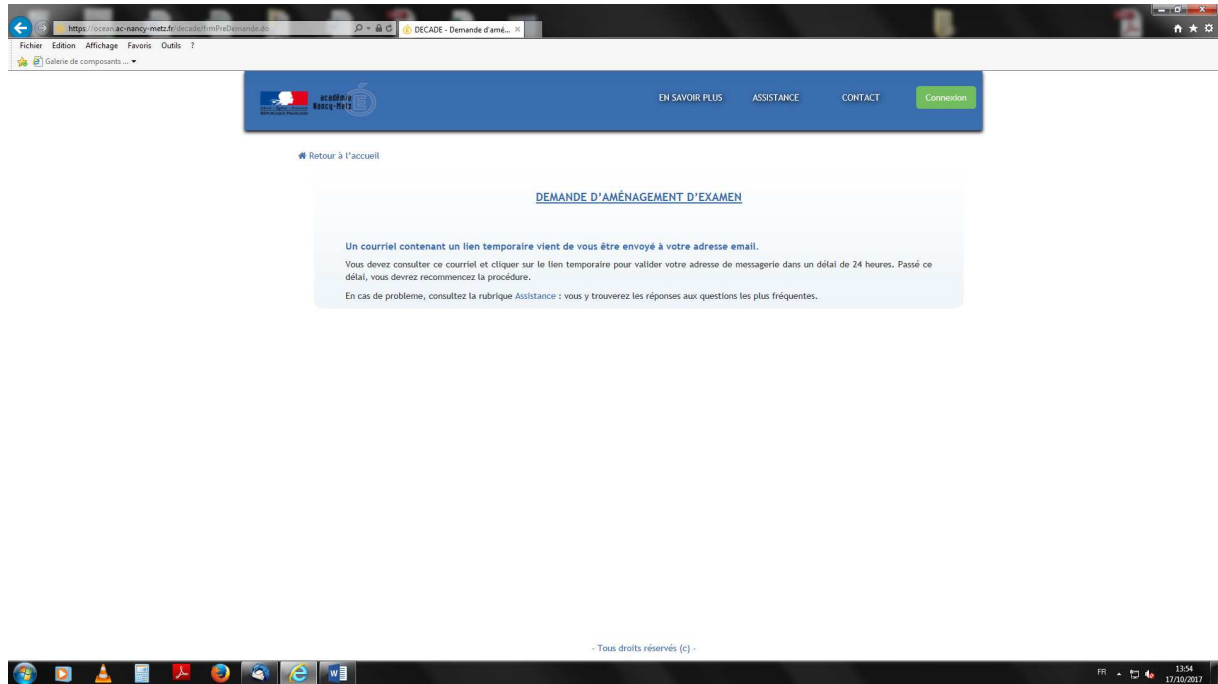 https://ocean.ac-nancy-metz.fr/decade/frmPreDemande.do
DECADE - Demande d'amé...
Fichier Edition Affichage Favoris Outils ?
Galerie de composants ...
académie
Nancy-Metz
RÉPUBLIQUE FRANÇAISE
EN SAVOIR PLUS ASSISTANCE CONTACT Connexion
Retour à l'accueil
DEMANDE D'AMÉNAGEMENT D'EXAMEN
Un courriel contenant un lien temporaire vient de vous être envoyé à votre adresse email.
Vous devez consulter ce courriel et cliquer sur le lien temporaire pour valider votre adresse de messagerie dans un délai de 24 heures. Passé ce
délai, vous devrez recommencez la procédure.
En cas de probleme, consultez la rubrique Assistance : vous y trouverez les réponses aux questions les plus fréquentes.
- Tous droits réservés (c) -
FR
13:54
17/10/2017